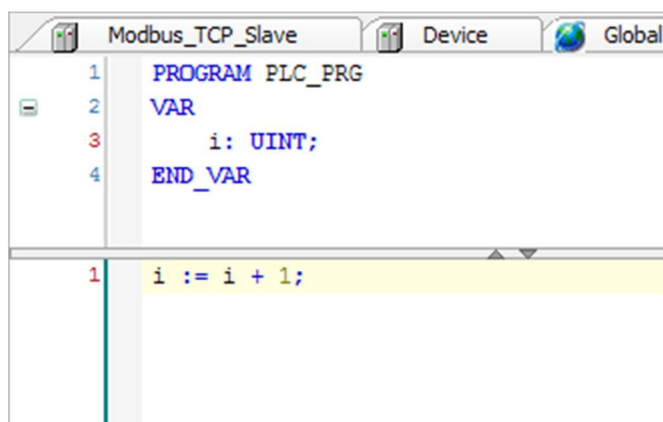 Modbus_TCP_Slave Device Global
1 PROGRAM PLC_PRG
2 VAR
3 i: UINT;
4 END_VAR
1 i := i + 1;